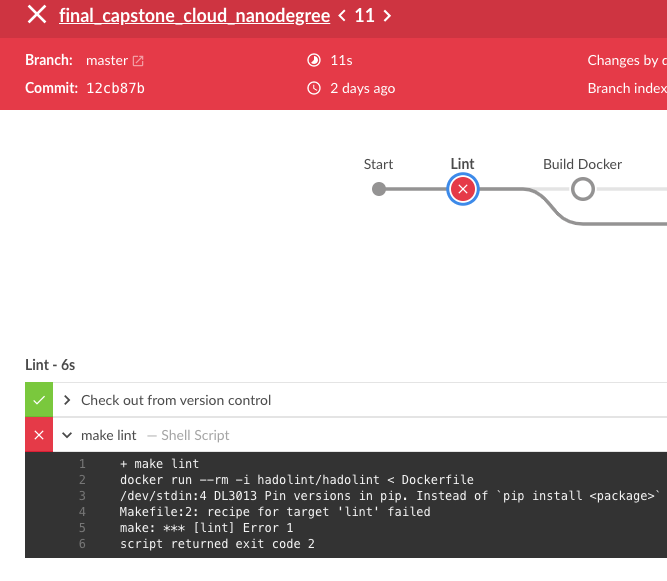 final_capstone_cloud_nanodegree < 11 >
Branch: master 11s Changes by
Commit: 12cb87b 2 days ago Branch index
Start Lint Build Docker
Lint - 6s
Check out from version control
make lint — Shell Script
1 + make lint
2 docker run --rm -i hadolint/hadolint < Dockerfile
3 /dev/stdin:4 DL3013 Pin versions in pip. Instead of `pip install <package>`
4 Makefile:2: recipe for target 'lint' failed
5 make: *** [lint] Error 1
6 script returned exit code 2